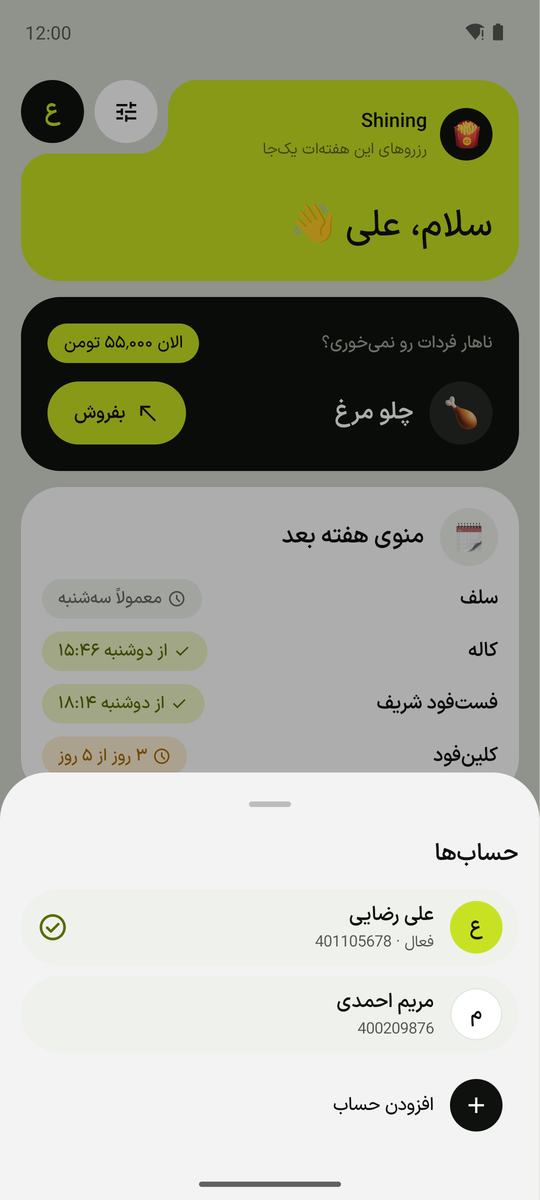 12:00
ع
Shining
رزروهای این هفته‌ات یک‌جا
سلام، علی 👋
ناهار فردات رو نمی‌خوری؟
الان ۵۵,۰۰۰ تومن
چلو مرغ
بفروش
منوی هفته بعد
سلف
معمولاً سه‌شنبه
کاله
از دوشنبه ۱۵:۴۶
فست‌فود شریف
از دوشنبه ۱۸:۱۴
کلین‌فود
۳ روز از ۵ روز
حساب‌ها
ع
علی رضایی
فعال · 401105678
م
مریم احمدی
400209876
افزودن حساب